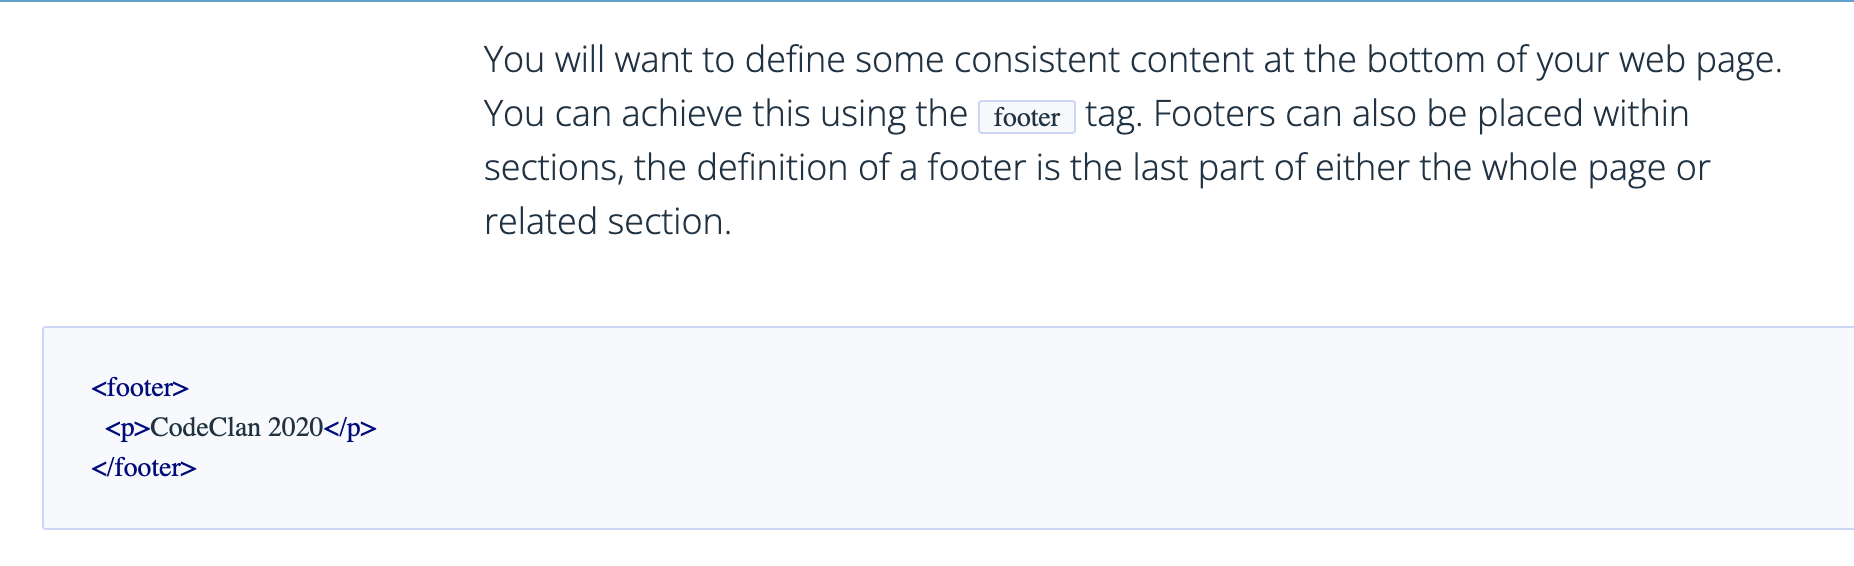 You will want to define some consistent content at the bottom of your web page.
You can achieve this using the footer tag. Footers can also be placed within
sections, the definition of a footer is the last part of either the whole page or
related section.
<footer>
<p>CodeClan 2020</p>
</footer>